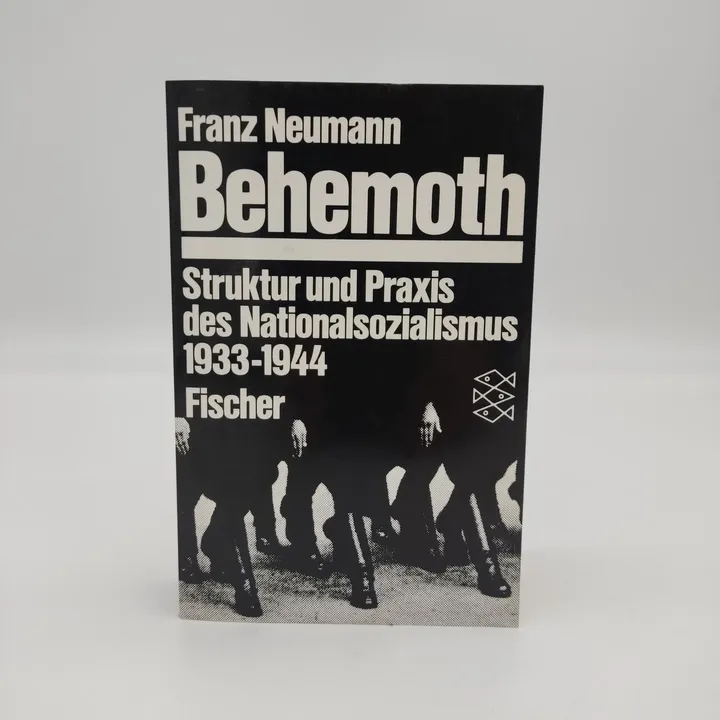 Franz Neumann
Behemoth
Struktur und Praxis
des Nationalsozialismus
1933-1944
Fischer